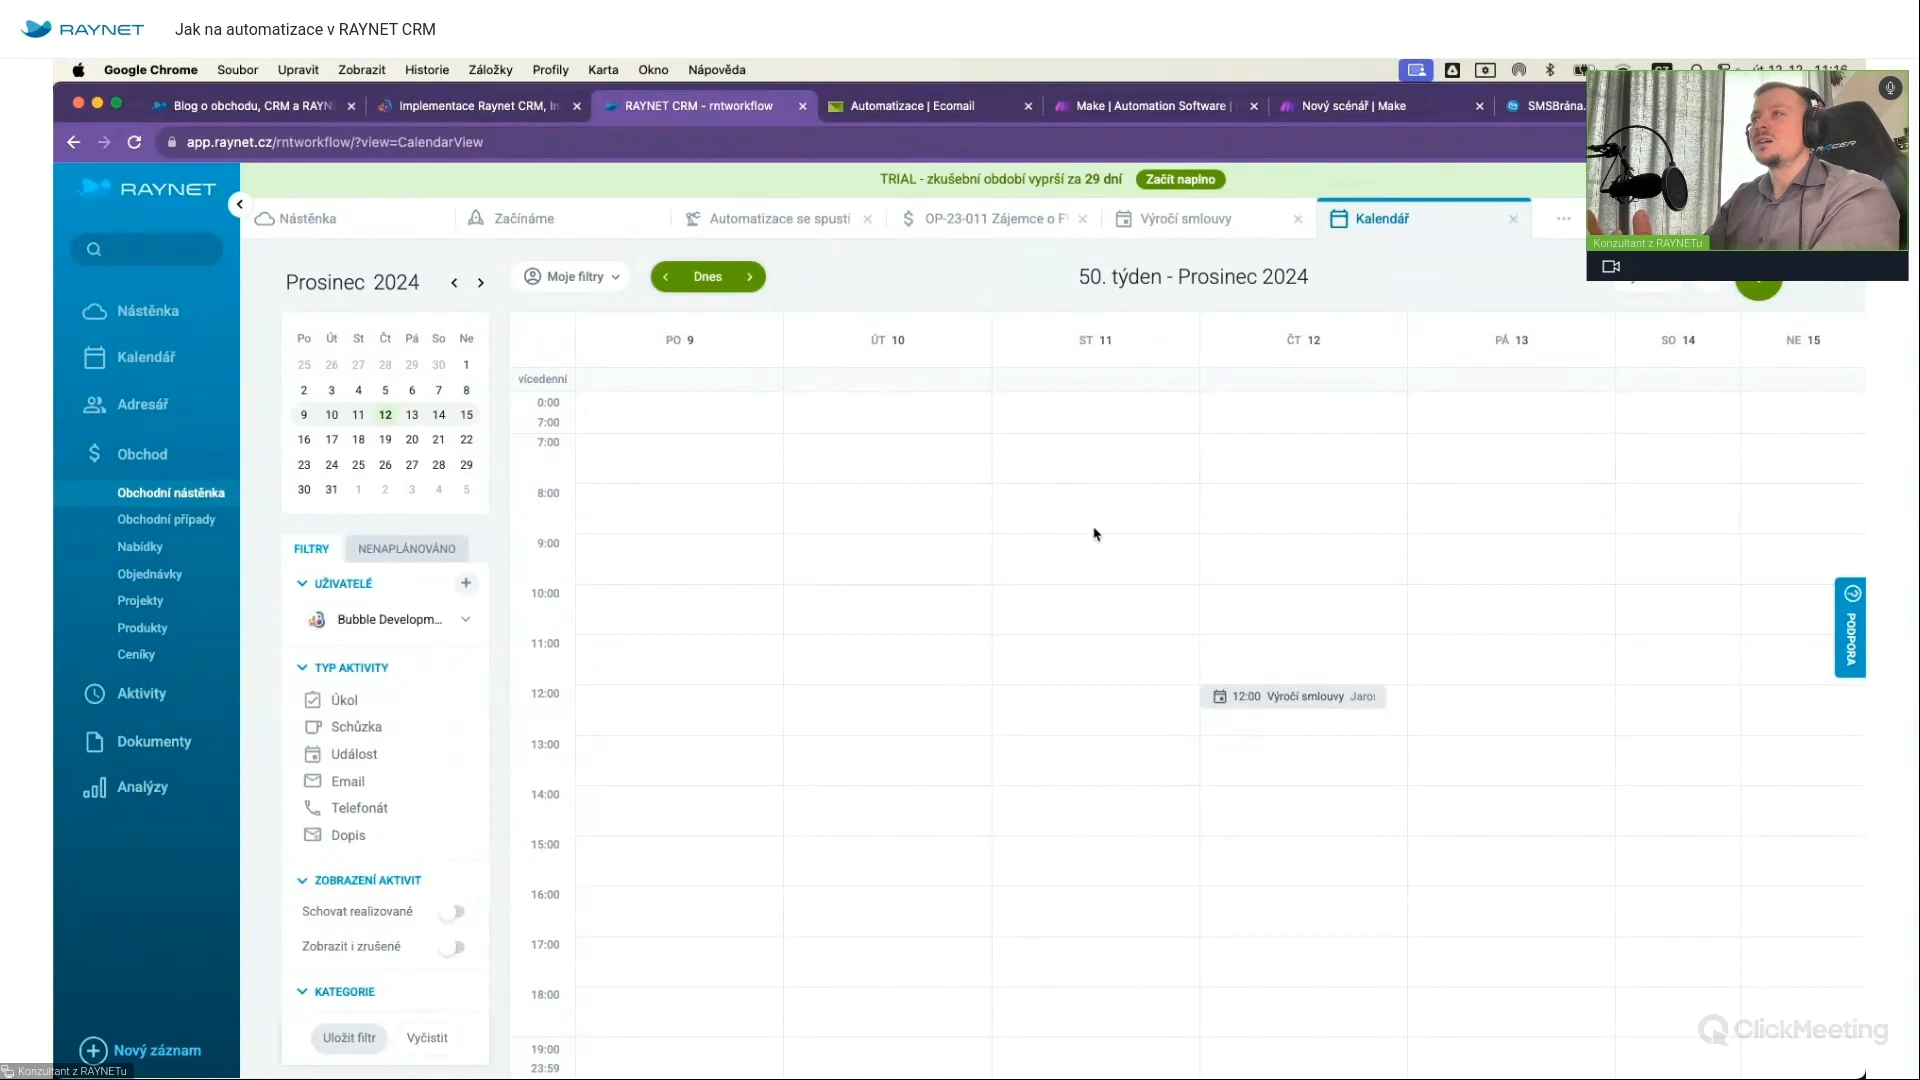 RAYNET Jak na automatizace v RAYNET CRM
Google Chrome Soubor Upravit Zobrazit Historie Záložky Profily Karta Okno Nápověda
Blog o obchodu, CRM a RAYN Implementace Raynet CRM, In RAYNET CRM - rntworkflow Automatizace | Ecomail Make | Automation Software | Nový scénář | Make SMSBrána.
app.raynet.cz/rntworkflow/?view=CalendarView
RAYNET
TRIAL - zkušební období vyprší za 29 dní Začít naplno
Nástěnka Začínáme Automatizace se spustí OP-23-011 Zájemce o F Výročí smlouvy Kalendář
Konzultant z RAYNETu
Nástěnka
Kalendář
Adresář
Obchod
Obchodní nástěnka
Obchodní případy
Nabídky
Objednávky
Projekty
Produkty
Ceníky
Aktivity
Dokumenty
Analýzy
Nový záznam
Konzultant z RAYNETu
Prosinec 2024
Po Út St Čt Pá So Ne
25 26 27 28 29 30 1
2 3 4 5 6 7 8
9 10 11 12 13 14 15
16 17 18 19 20 21 22
23 24 25 26 27 28 29
30 31 1 2 3 4 5
FILTRY NENAPLÁNOVÁNO
UŽIVATELÉ
Bubble Developm...
TYP AKTIVITY
Úkol
Schůzka
Událost
Email
Telefonát
Dopis
ZOBRAZENÍ AKTIVIT
Schovat realizované
Zobrazit i zrušené
KATEGORIE
Uložit filtr Vyčistit
Moje filtry Dnes 50. týden - Prosinec 2024
PO 9 ÚT 10 ST 11 ČT 12 PÁ 13 SO 14 NE 15
vícedenní
0:00
7:00
7:00
8:00
9:00
10:00
11:00
12:00
12:00 Výročí smlouvy Jaros
13:00
14:00
15:00
16:00
17:00
18:00
19:00
23:59
PODPORA
ClickMeeting